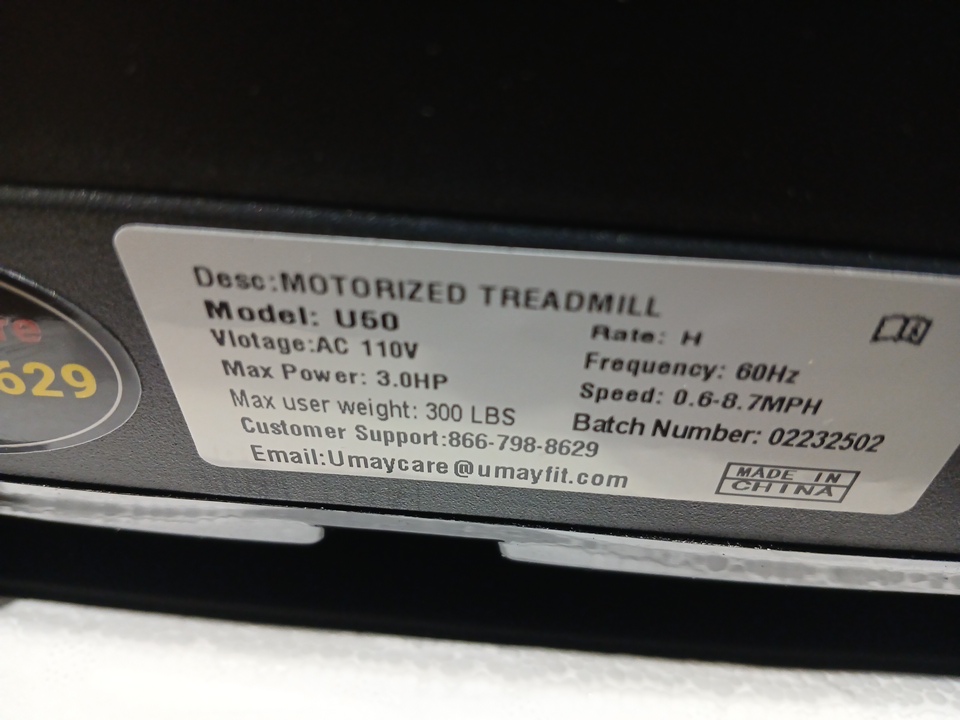 Desc:MOTORIZED TREADMILL
Model: U50
Vlotage:AC 110V
Max Power: 3.0HP
Max user weight: 300 LBS
Customer Support:866-798-8629
Email:Umaycare@umayfit.com
Rate: H
Frequency: 60Hz
Speed: 0.6-8.7MPH
Batch Number: 02232502
MADE IN
CHINA
re
629